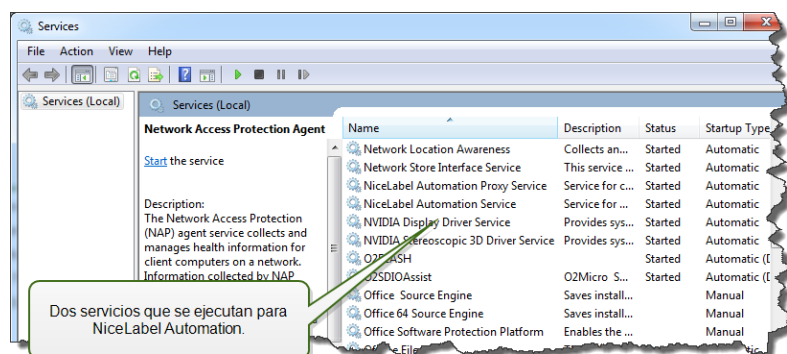 Services
File Action View Help
Services (Local)
Services (Local)
Network Access Protection Agent
Start the service
Description:
The Network Access Protection
(NAP) agent service collects and
manages health information for
client computers on a network.
Information collected by NAP
Name Description Status Startup Type
Network Location Awareness Collects an... Started Automatic
Network Store Interface Service This service ... Started Automatic
NiceLabel Automation Proxy Service Service for c... Started Automatic
NiceLabel Automation Service Service for ... Started Automatic
NVIDIA Display Driver Service Provides sys... Started Automatic
NVIDIA Stereoscopic 3D Driver Service Provides sys... Started Automatic
O2FLASH Started Automatic (D
O2SDIOAssist O2Micro S... Started Automatic (D
Office Source Engine Saves install... Manual
Office 64 Source Engine Saves install... Manual
Office Software Protection Platform Enables the ... Manual
Dos servicios que se ejecutan para
NiceLabel Automation.